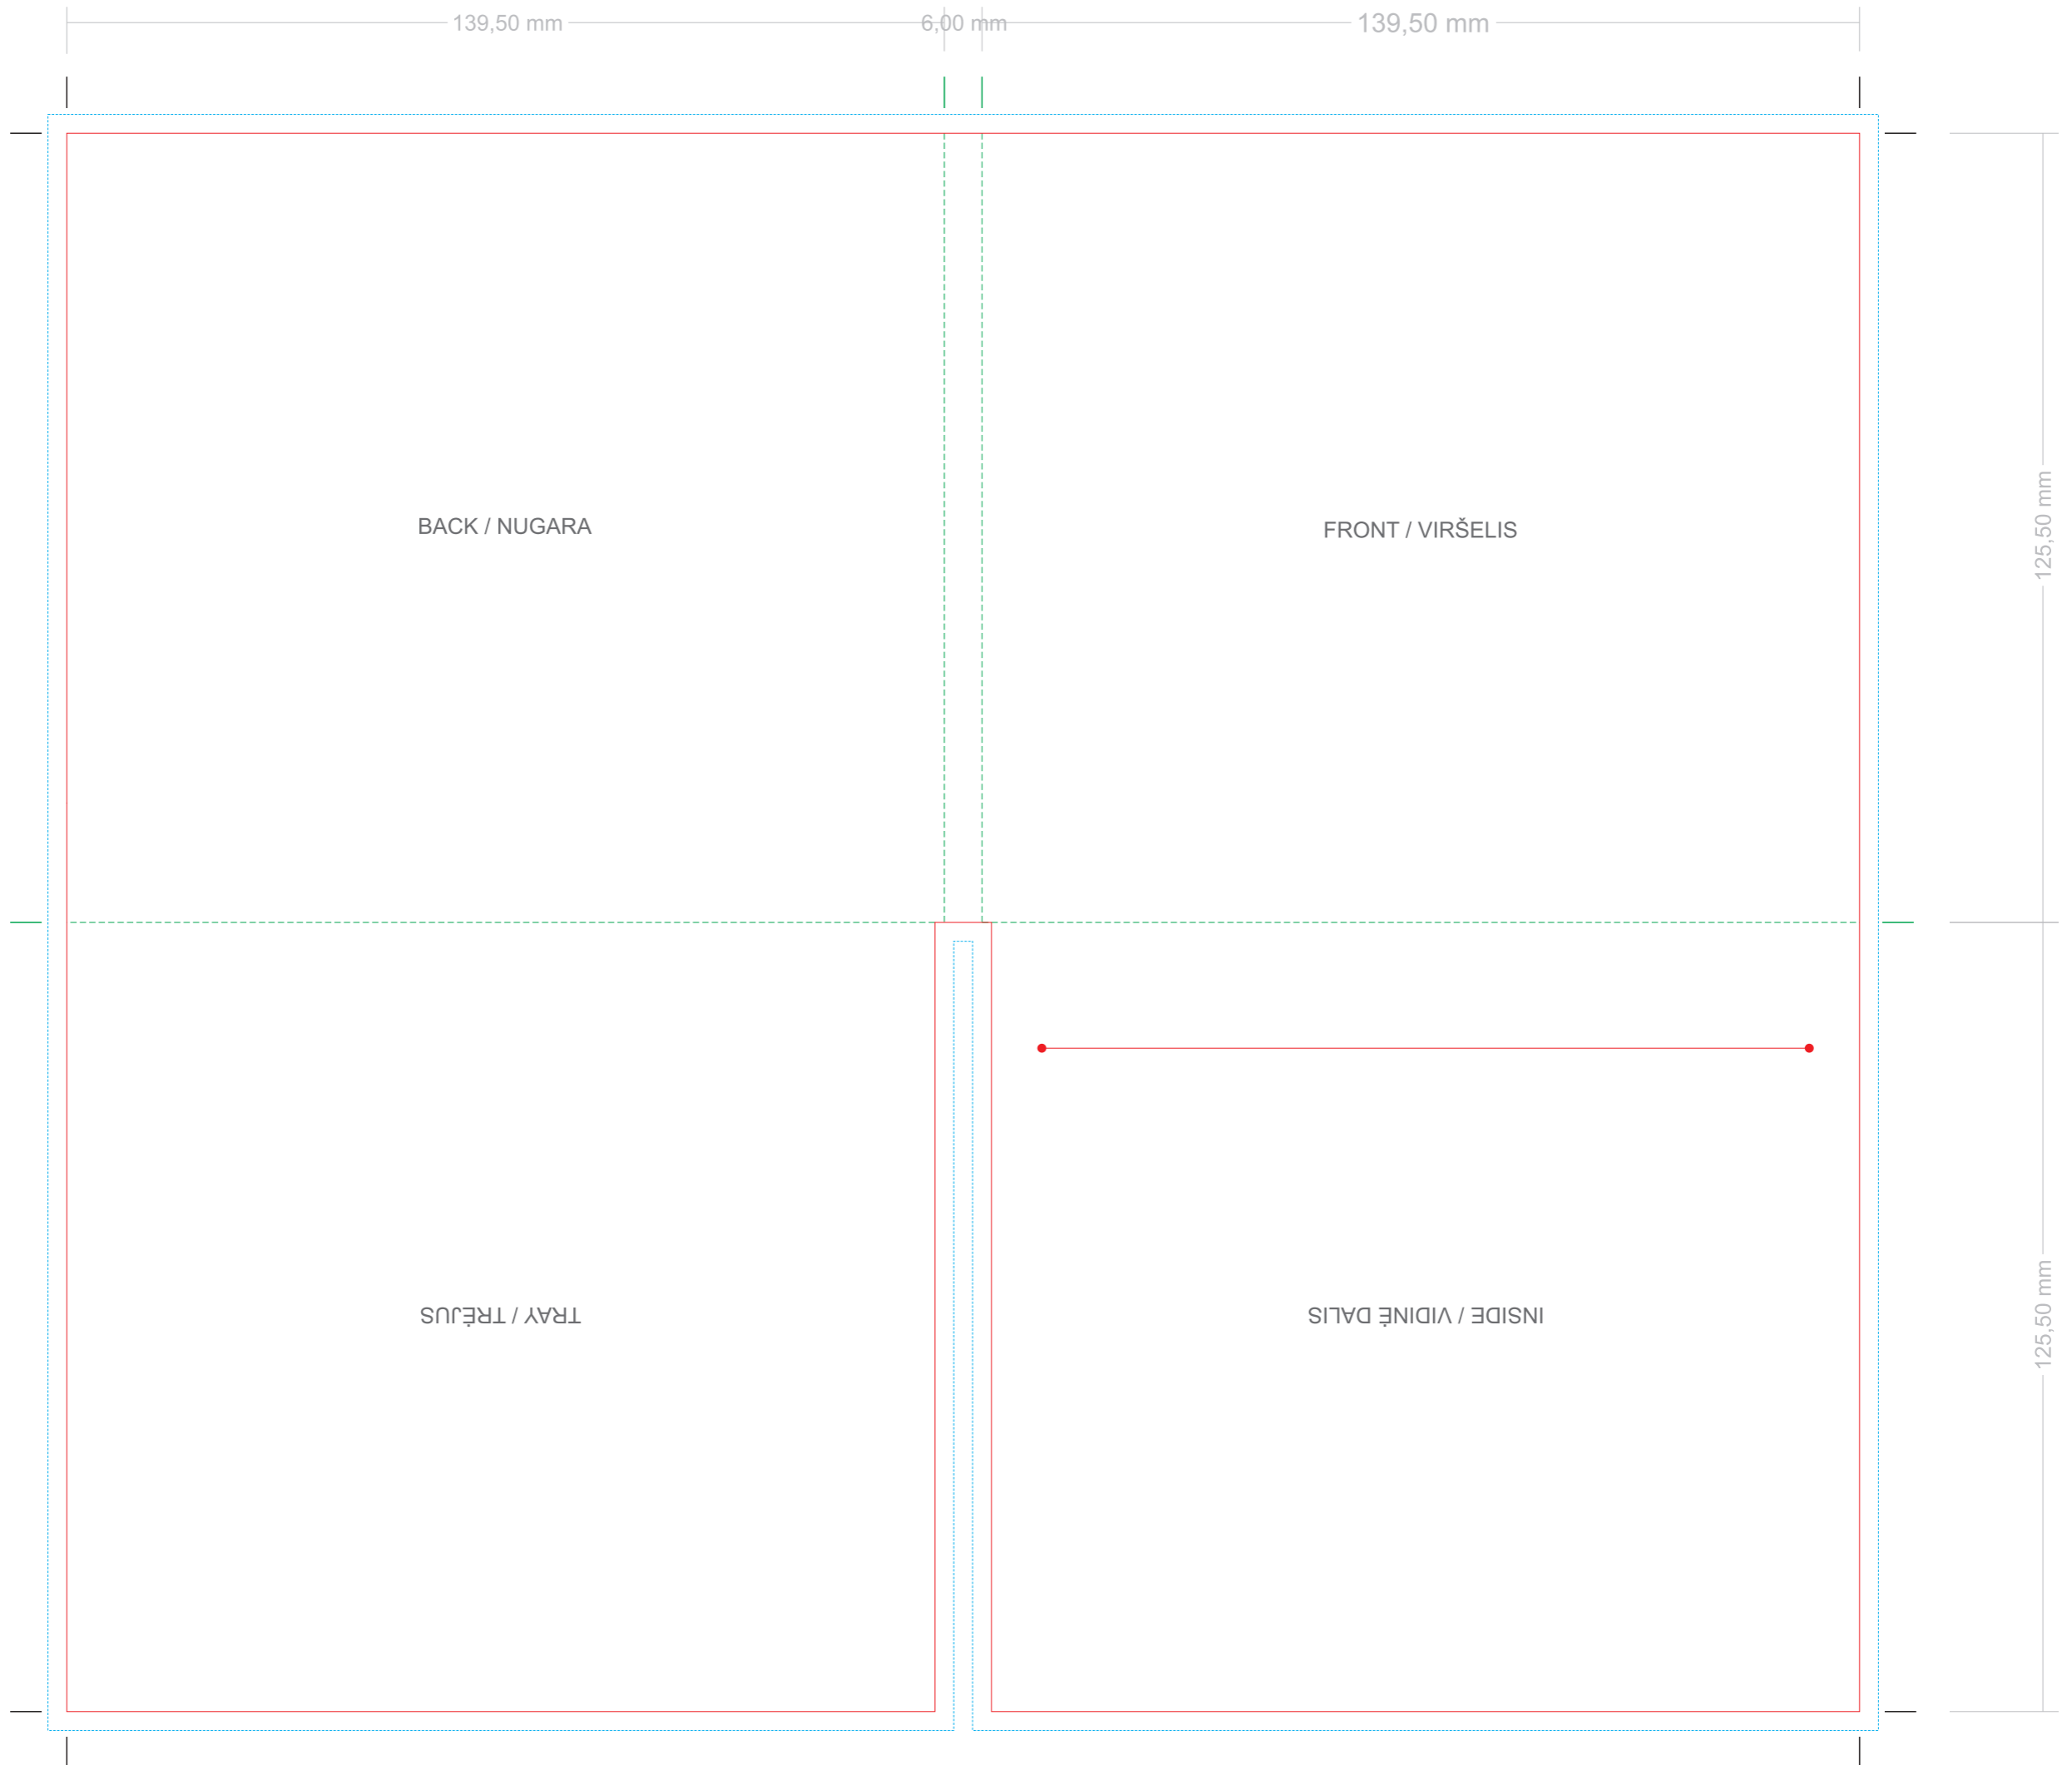 139,50 mm
6,00 mm
139,50 mm
BACK / NUGARA
FRONT / VIRŠELIS
125,50 mm
TRAY / TRĖJUS
INSIDE / VIDINĖ DALIS
125,50 mm